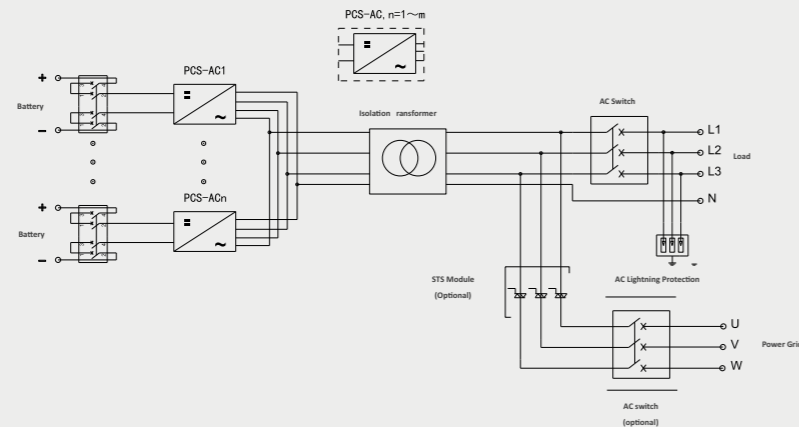 PCS-AC, n=1～m
PCS-AC1
+
Battery
−
Isolation ransformer
AC Switch
L1
L2
Load
L3
N
PCS-ACn
+
Battery
−
STS Module
(Optional)
AC Lightning Protection
U
V
Power Grin
W
AC switch
(optional)